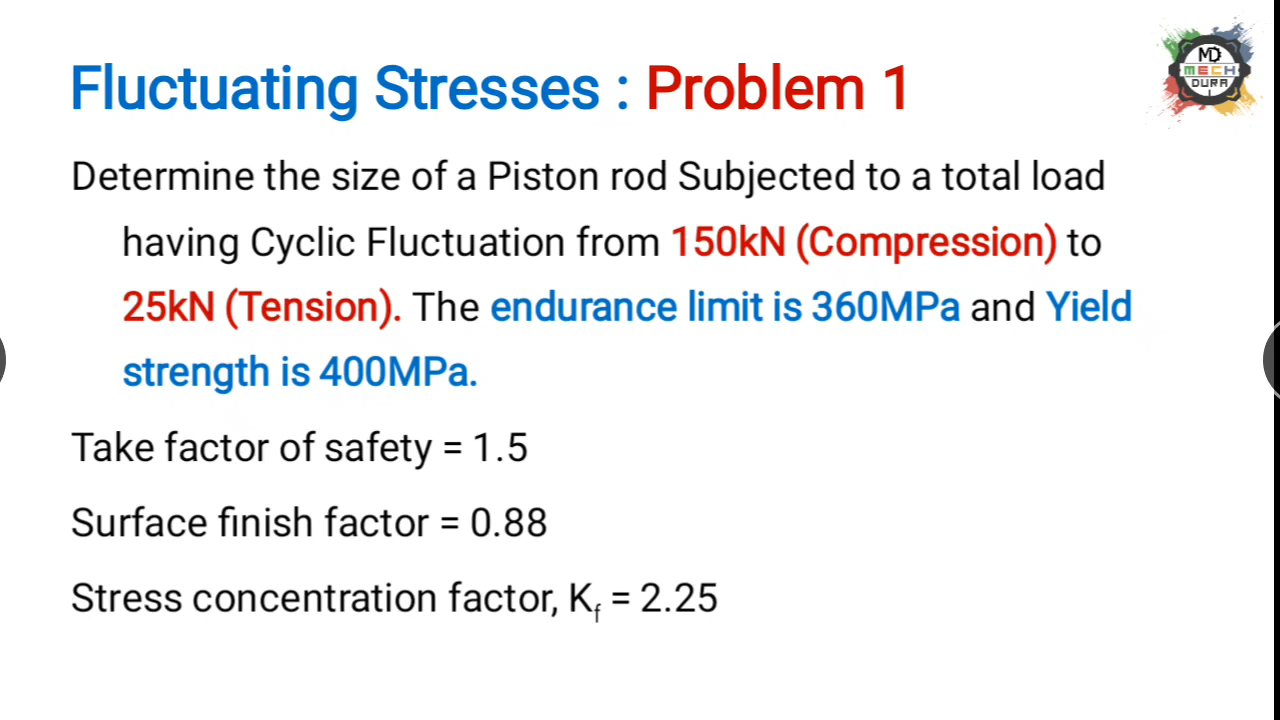 Fluctuating Stresses : Problem 1
MD
MECH
DURA
Determine the size of a Piston rod Subjected to a total load
having Cyclic Fluctuation from 150kN (Compression) to
25kN (Tension). The endurance limit is 360MPa and Yield
strength is 400MPa.
Take factor of safety = 1.5
Surface finish factor = 0.88
Stress concentration factor, K_f = 2.25